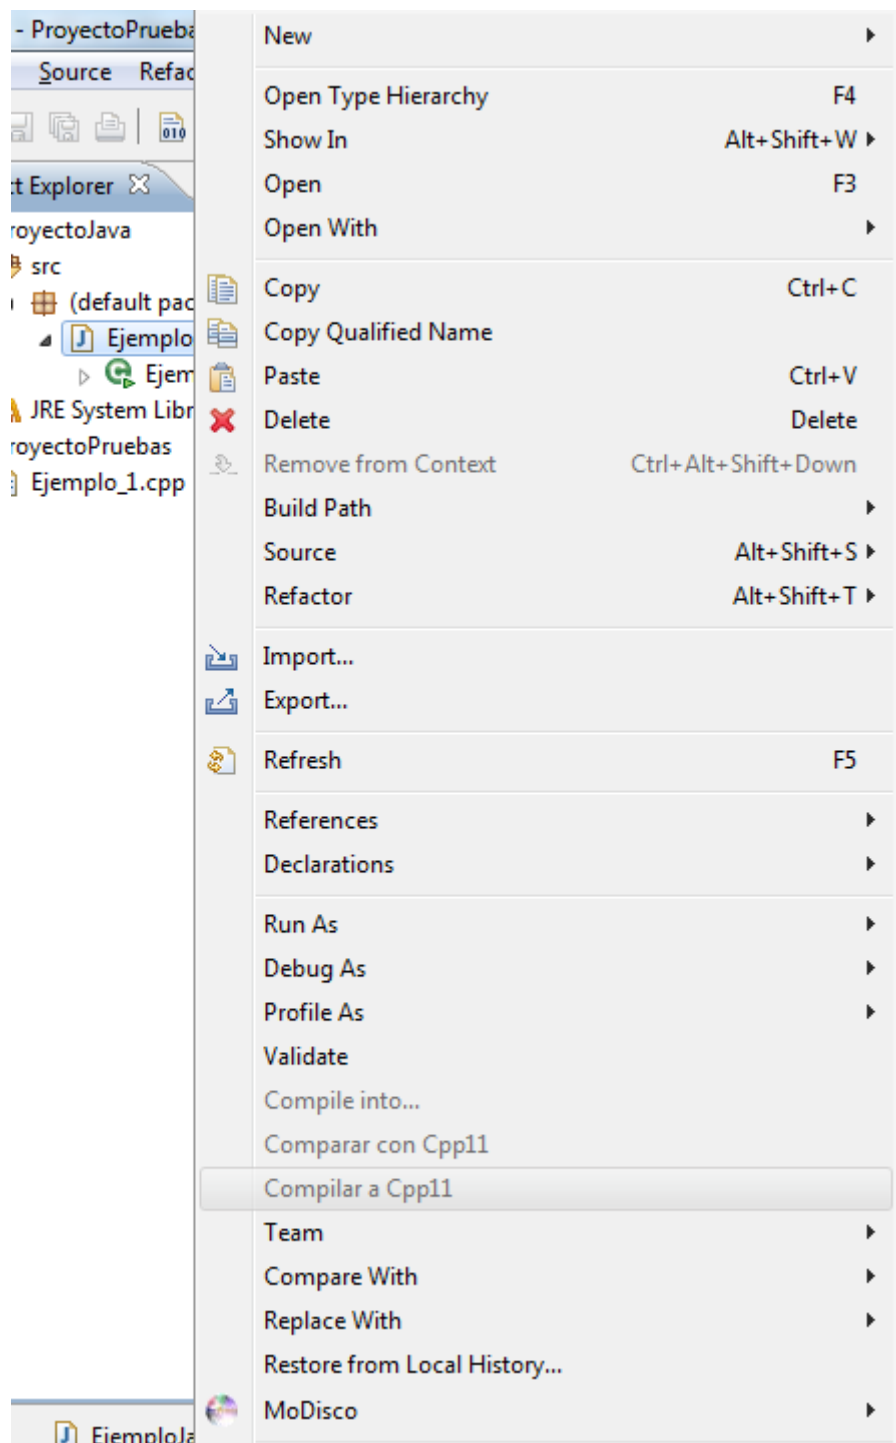 - ProyectoPrueba
Source Refac
ct Explorer
royectoJava
src
(default pac
Ejemplo
Ejem
JRE System Libr
royectoPruebas
Ejemplo_1.cpp
EjemploJa
New
Open Type Hierarchy F4
Show In Alt+Shift+W
Open F3
Open With
Copy Ctrl+C
Copy Qualified Name
Paste Ctrl+V
Delete Delete
Remove from Context Ctrl+Alt+Shift+Down
Build Path
Source Alt+Shift+S
Refactor Alt+Shift+T
Import...
Export...
Refresh F5
References
Declarations
Run As
Debug As
Profile As
Validate
Compile into...
Comparar con Cpp11
Compilar a Cpp11
Team
Compare With
Replace With
Restore from Local History...
MoDisco